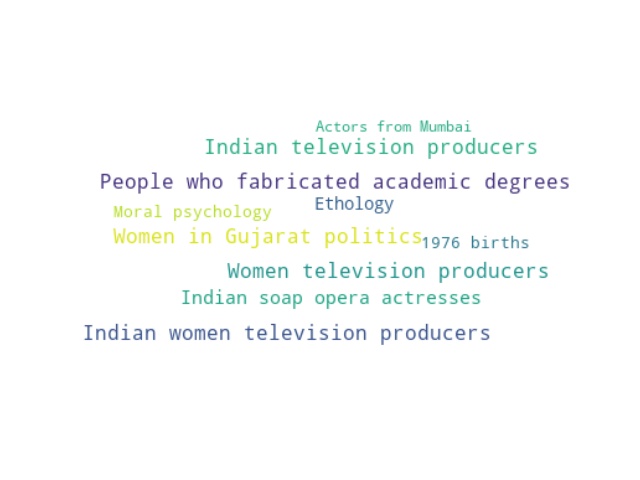 Actors from Mumbai
Indian television producers
People who fabricated academic degrees
Ethology
Moral psychology
Women in Gujarat politics
1976 births
Women television producers
Indian soap opera actresses
Indian women television producers